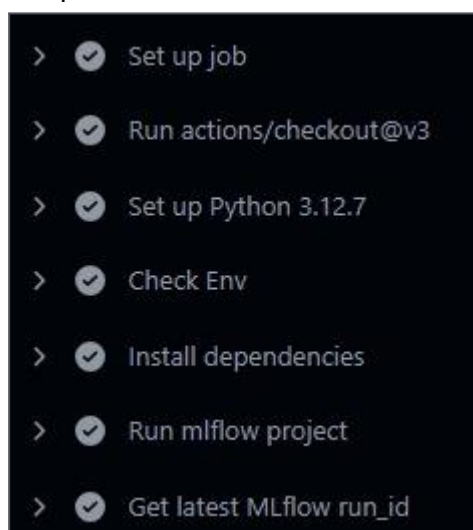 Set up job
Run actions/checkout@v3
Set up Python 3.12.7
Check Env
Install dependencies
Run mlflow project
Get latest MLflow run_id